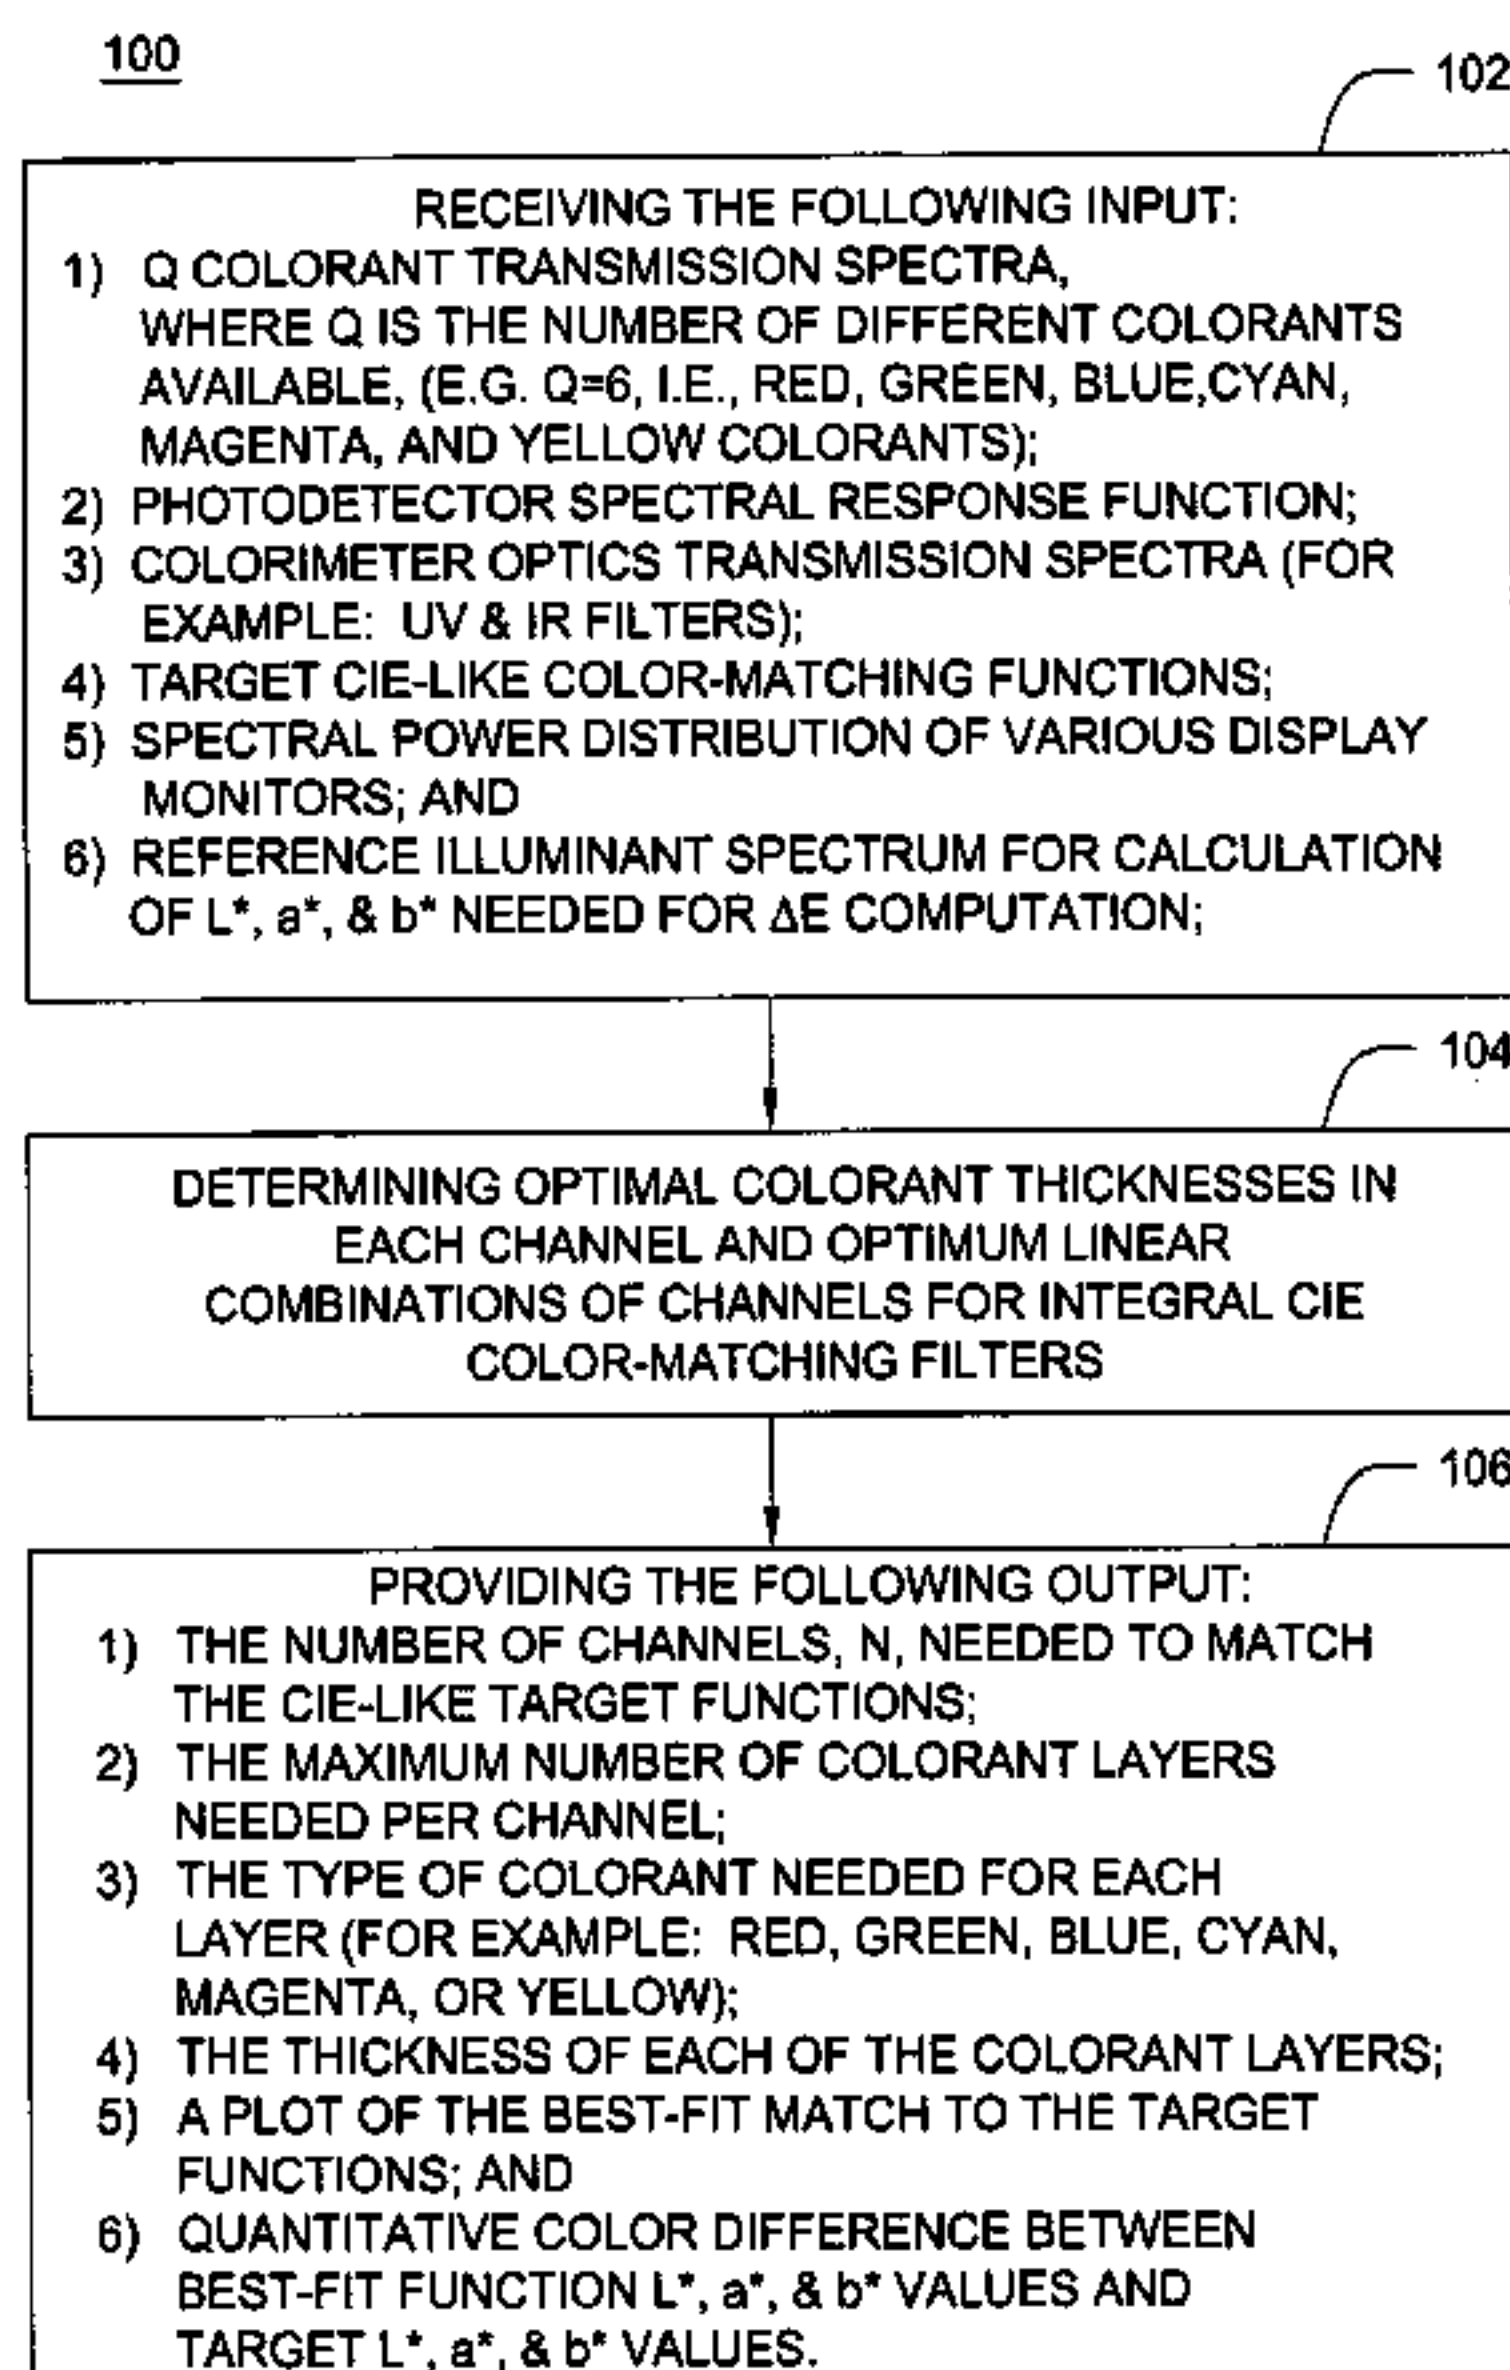 100
102
RECEIVING THE FOLLOWING INPUT:
1) Q COLORANT TRANSMISSION SPECTRA,
WHERE Q IS THE NUMBER OF DIFFERENT COLORANTS
AVAILABLE, (E.G. Q=6, I.E., RED, GREEN, BLUE,CYAN,
MAGENTA, AND YELLOW COLORANTS);
2) PHOTODETECTOR SPECTRAL RESPONSE FUNCTION;
3) COLORIMETER OPTICS TRANSMISSION SPECTRA (FOR
EXAMPLE: UV & IR FILTERS);
4) TARGET CIE-LIKE COLOR-MATCHING FUNCTIONS;
5) SPECTRAL POWER DISTRIBUTION OF VARIOUS DISPLAY
MONITORS; AND
6) REFERENCE ILLUMINANT SPECTRUM FOR CALCULATION
OF L*, a*, & b* NEEDED FOR ΔE COMPUTATION;
104
DETERMINING OPTIMAL COLORANT THICKNESSES IN
EACH CHANNEL AND OPTIMUM LINEAR
COMBINATIONS OF CHANNELS FOR INTEGRAL CIE
COLOR-MATCHING FILTERS
106
PROVIDING THE FOLLOWING OUTPUT:
1) THE NUMBER OF CHANNELS, N, NEEDED TO MATCH
THE CIE-LIKE TARGET FUNCTIONS;
2) THE MAXIMUM NUMBER OF COLORANT LAYERS
NEEDED PER CHANNEL;
3) THE TYPE OF COLORANT NEEDED FOR EACH
LAYER (FOR EXAMPLE: RED, GREEN, BLUE, CYAN,
MAGENTA, OR YELLOW);
4) THE THICKNESS OF EACH OF THE COLORANT LAYERS;
5) A PLOT OF THE BEST-FIT MATCH TO THE TARGET
FUNCTIONS; AND
6) QUANTITATIVE COLOR DIFFERENCE BETWEEN
BEST-FIT FUNCTION L*, a*, & b* VALUES AND
TARGET L*, a*, & b* VALUES.